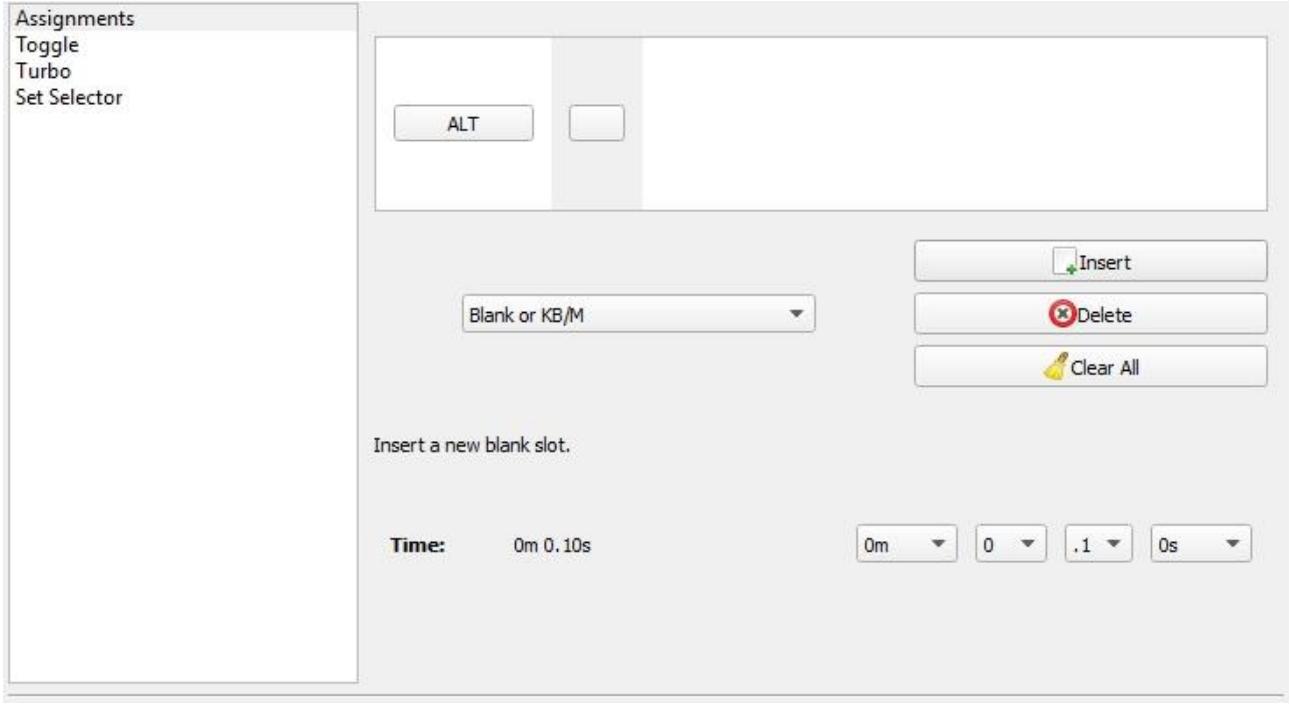 Assignments
Toggle
Turbo
Set Selector
ALT
Insert
Blank or KB/M
Delete
Clear All
Insert a new blank slot.
Time: 0m 0.10s 0m 0 .1 0s